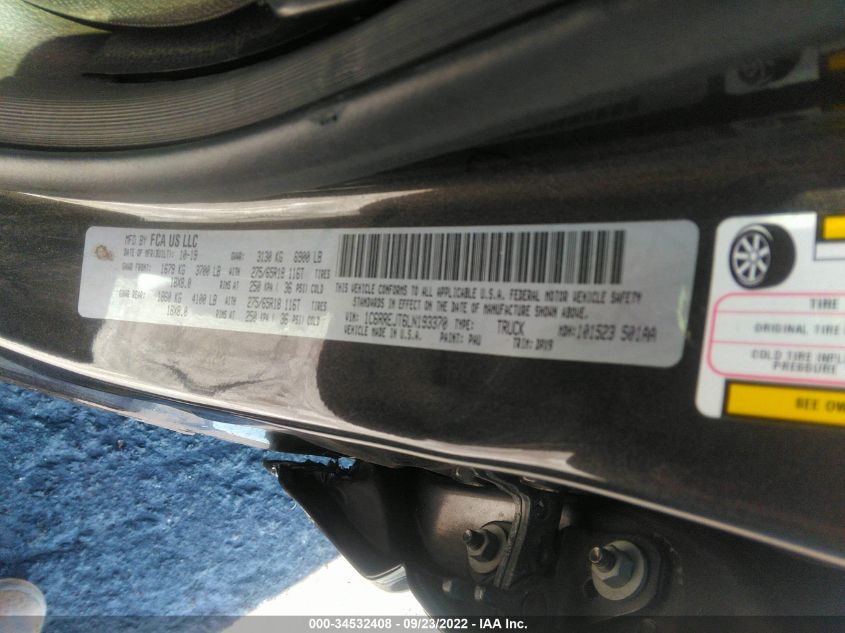 MFD BY FCA US LLC
DATE OF MFR(BUILT): 10-19 GVWR: 3130 KG 6900 LB
GAWR FRONT: 1679 KG 3700 LB WITH 275/65R18 116T TIRES
18X8.0 RIMS AT 250 KPA( 36 PSI) COLD
GAWR REAR: 1860 KG 4100 LB WITH 275/65R18 116T TIRES
18X8.0 RIMS AT 250 KPA( 36 PSI) COLD
THIS VEHICLE CONFORMS TO ALL APPLICABLE U.S.A. FEDERAL MOTOR VEHICLE SAFETY
STANDARDS IN EFFECT ON THE DATE OF MANUFACTURE SHOWN ABOVE.
VIN: 1C6RREJT6LN193370 TYPE: TRUCK MDH:101523 S01AA
VEHICLE MADE IN U.S.A. PAINT: PAU TRIM: DPX9
TIRE
ORIGINAL TIRE
COLD TIRE INFL
SEE OW
000-34532408 - 09/23/2022 - IAA Inc.